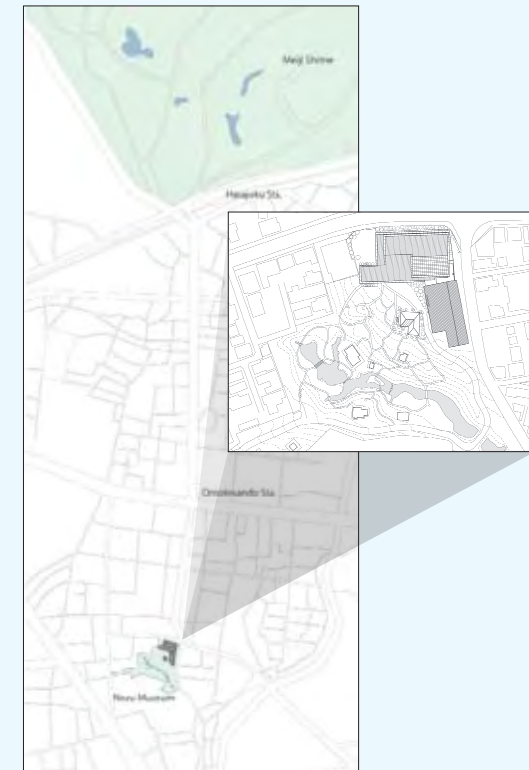 Meiji Shrine
Harajuku Sta.
Omotesando Sta.
Nezu Museum